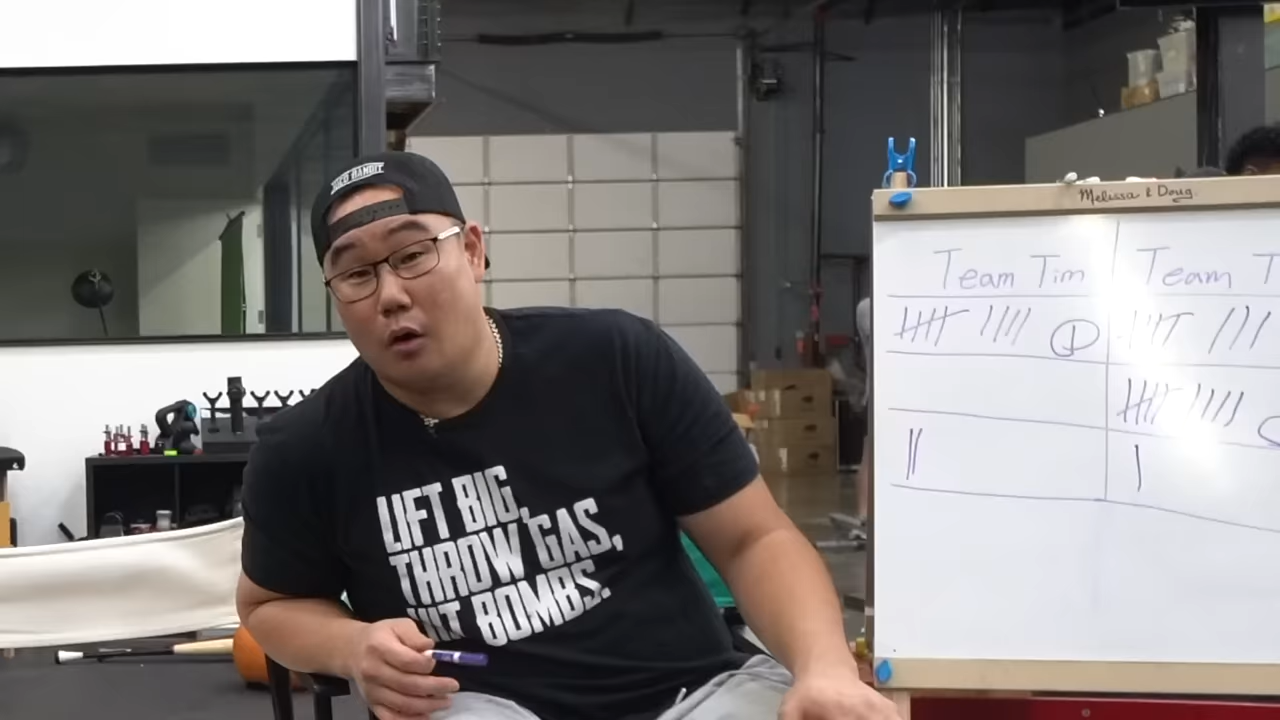 Melissa & Doug.
Team Tim
Team T
LIFT BIG,
THROW GAS,
HIT BOMBS.